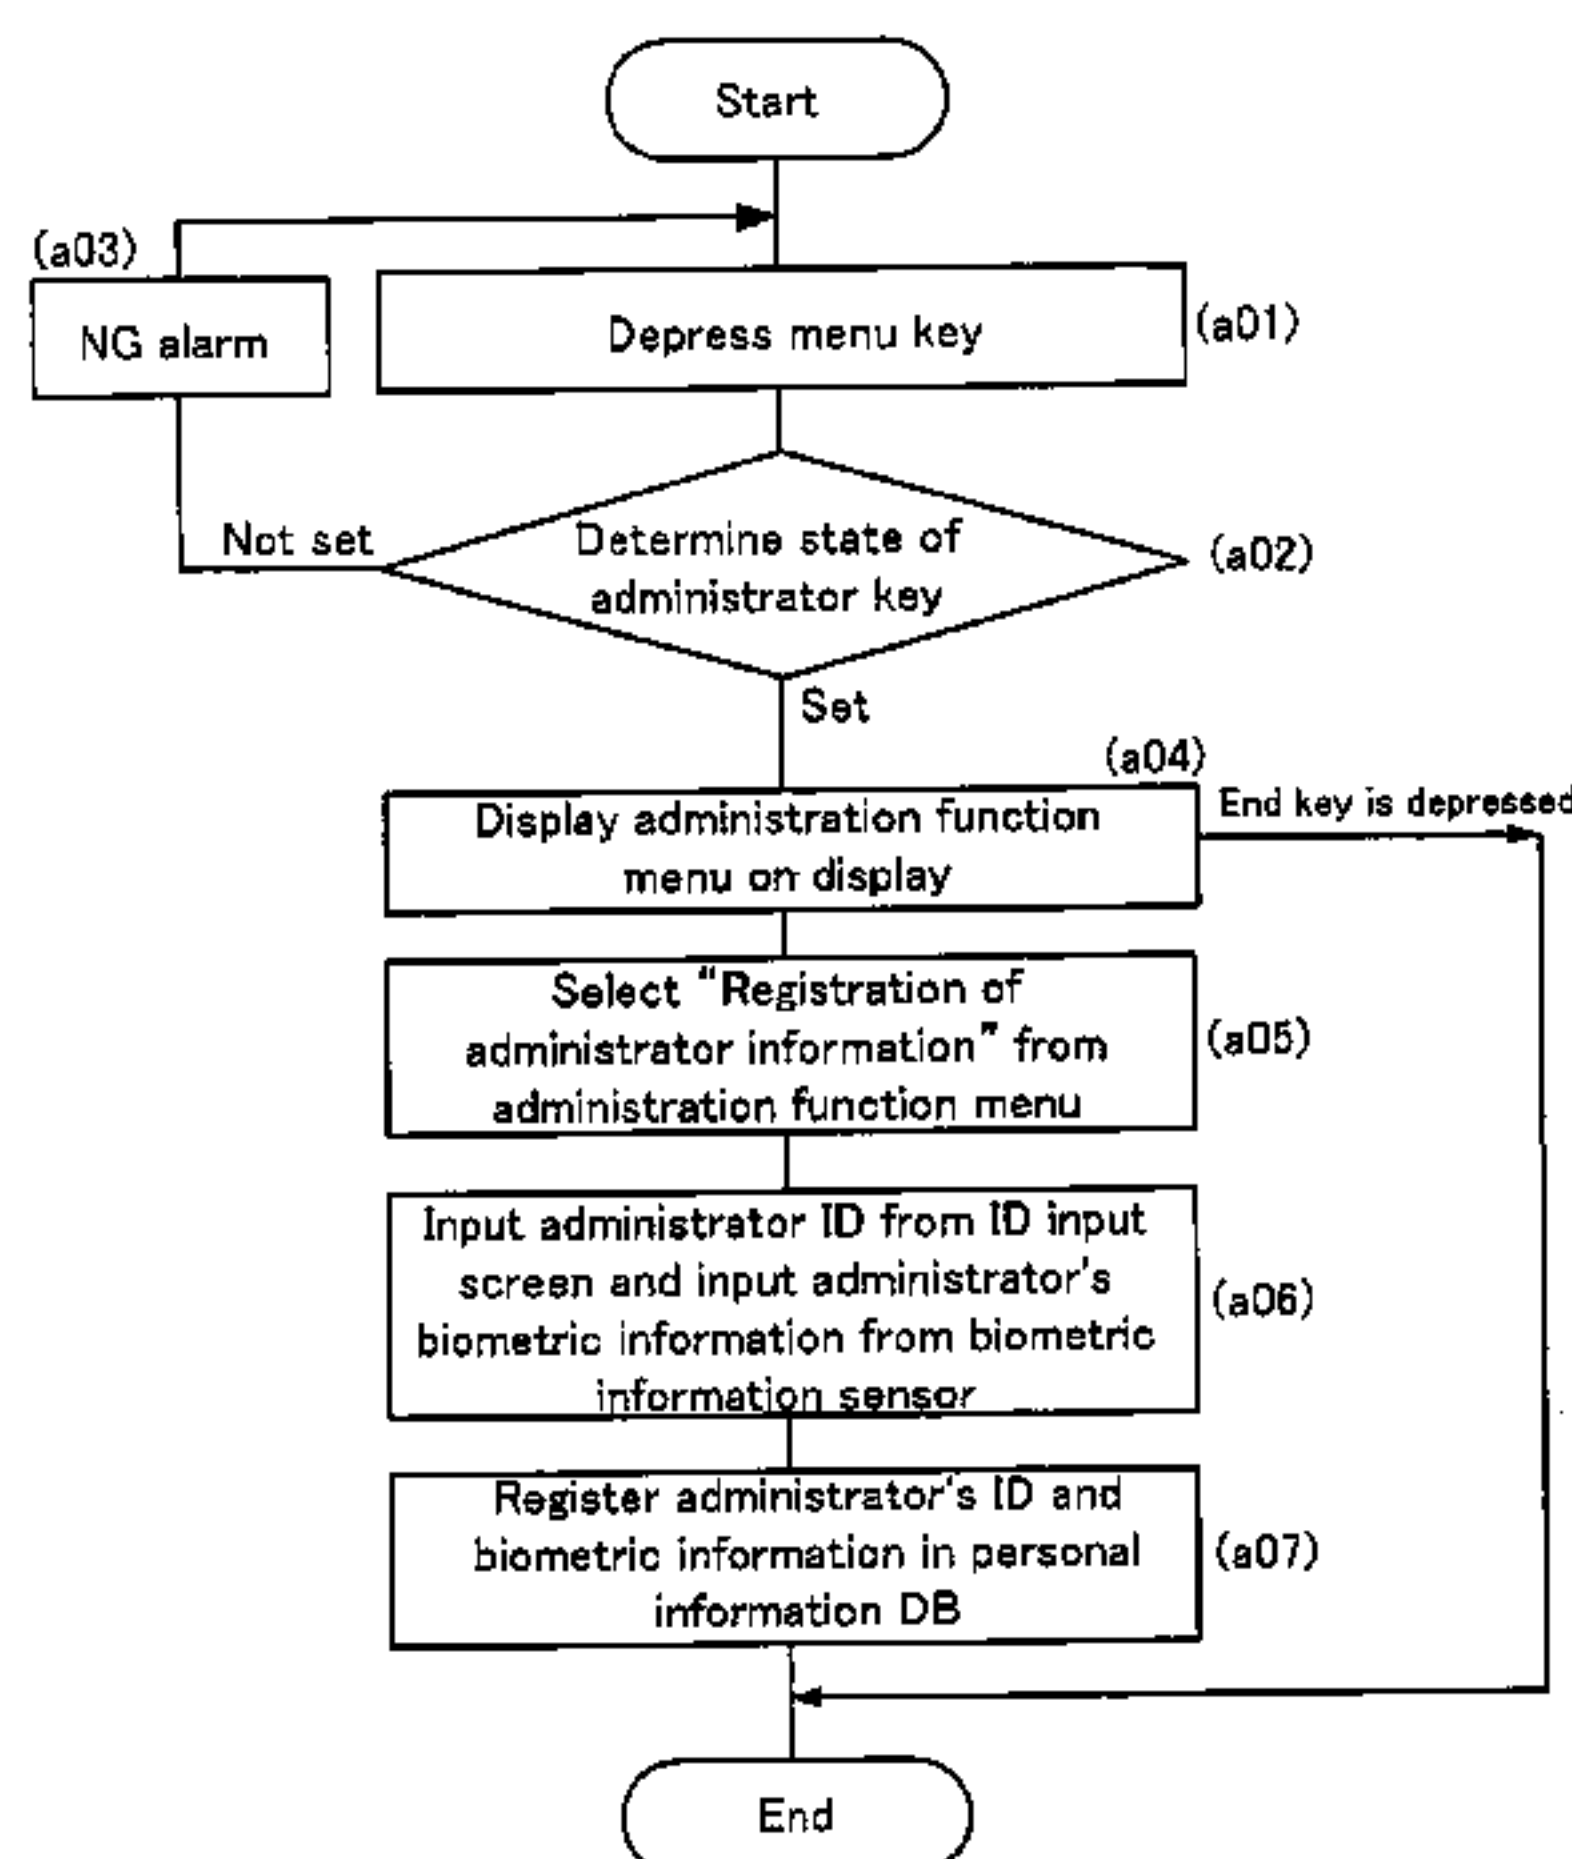 Start
(a03)
NG alarm
Depress menu key
(a01)
Not set
Determine state of
administrator key
(a02)
Set
(a04)
Display administration function
menu on display
End key is depressed
Select “Registration of
administrator information” from
administration function menu
(a05)
Input administrator ID from ID input
screen and input administrator's
biometric information from biometric
information sensor
(a06)
Register administrator's ID and
biometric information in personal
information DB
(a07)
End